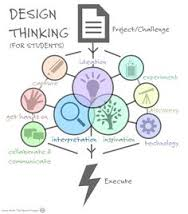 DESIGN
THINKING
(FOR STUDENTS)
Project/Challenge
ideation
capture
experiment
get hands on
discovery
interpretation
inspiration
technology
collaborate &
communicate
Execute